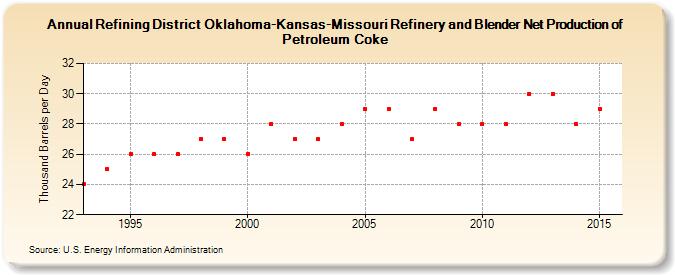 Annual Refining District Oklahoma-Kansas-Missouri Refinery and Blender Net Production of
Petroleum Coke
Thousand Barrels per Day
32
30
28
26
24
22
1995
2000
2005
2010
2015
Source: U.S. Energy Information Administration